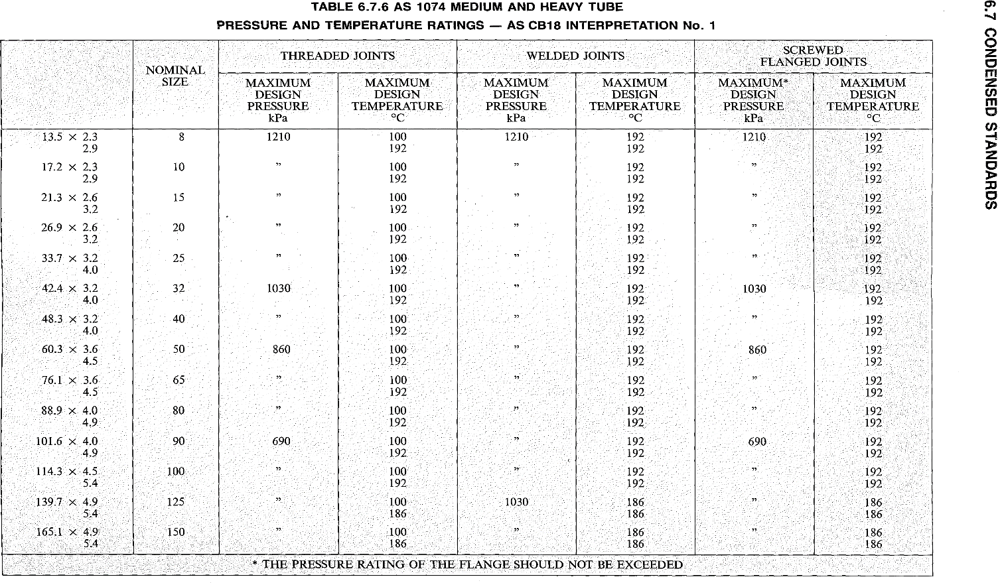 TABLE 6.7.6 AS 1074 MEDIUM AND HEAVY TUBE
PRESSURE AND TEMPERATURE RATINGS — AS CB18 INTERPRETATION No. 1
6.7 CONDENSED STANDARDS
NOMINAL SIZE THREADED JOINTS WELDED JOINTS SCREWED FLANGED JOINTS
MAXIMUM DESIGN PRESSURE kPa MAXIMUM DESIGN TEMPERATURE °C MAXIMUM DESIGN PRESSURE kPa MAXIMUM DESIGN TEMPERATURE °C MAXIMUM* DESIGN PRESSURE kPa MAXIMUM DESIGN TEMPERATURE °C
13.5 × 2.3 8 1210 100 1210 192 1210 192
2.9 192 192 192
17.2 × 2.3 10 ” 100 ” 192 ” 192
2.9 192 192 192
21.3 × 2.6 15 ” 100 ” 192 ” 192
3.2 192 192 192
26.9 × 2.6 20 ” 100 ” 192 ” 192
3.2 192 192 192
33.7 × 3.2 25 ” 100 ” 192 ” 192
4.0 192 192 192
42.4 × 3.2 32 1030 100 ” 192 1030 192
4.0 192 192 192
48.3 × 3.2 40 ” 100 ” 192 ” 192
4.0 192 192 192
60.3 × 3.6 50 860 100 ” 192 860 192
4.5 192 192 192
76.1 × 3.6 65 ” 100 ” 192 ” 192
4.5 192 192 192
88.9 × 4.0 80 ” 100 ” 192 ” 192
4.9 192 192 192
101.6 × 4.0 90 690 100 ” 192 690 192
4.9 192 192 192
114.3 × 4.5 100 ” 100 ” 192 ” 192
5.4 192 192 192
139.7 × 4.9 125 ” 100 1030 186 ” 186
5.4 186 186 186
165.1 × 4.9 150 ” 100 ” 186 ” 186
5.4 186 186 186
* THE PRESSURE RATING OF THE FLANGE SHOULD NOT BE EXCEEDED